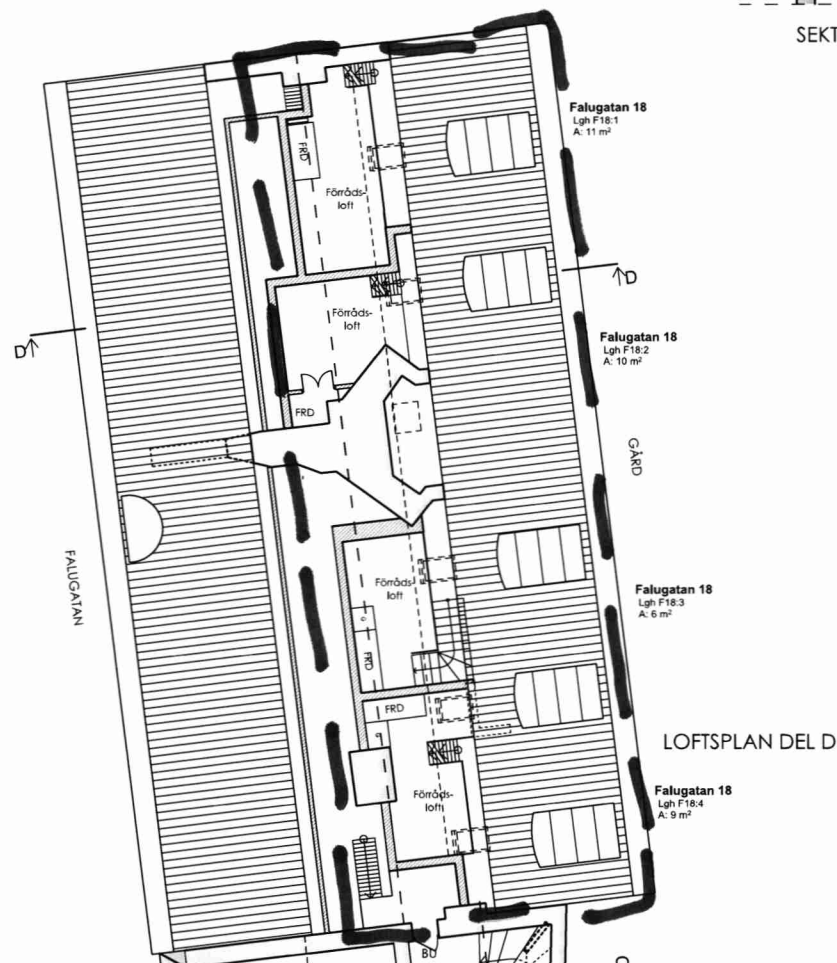 SEKT
Falugatan 18
Lgh F18:1
A: 11 m²
FRD
Förråds-
loft
D
D
Förråds-
loft
Falugatan 18
Lgh F18:2
A: 10 m²
FRD
GÅRD
FALUGATAN
Förråds-
loft
Falugatan 18
Lgh F18:3
A: 6 m²
FRD
FRD
LOFTSPLAN DEL D
Förråds-
loft
Falugatan 18
Lgh F18:4
A: 9 m²
BU